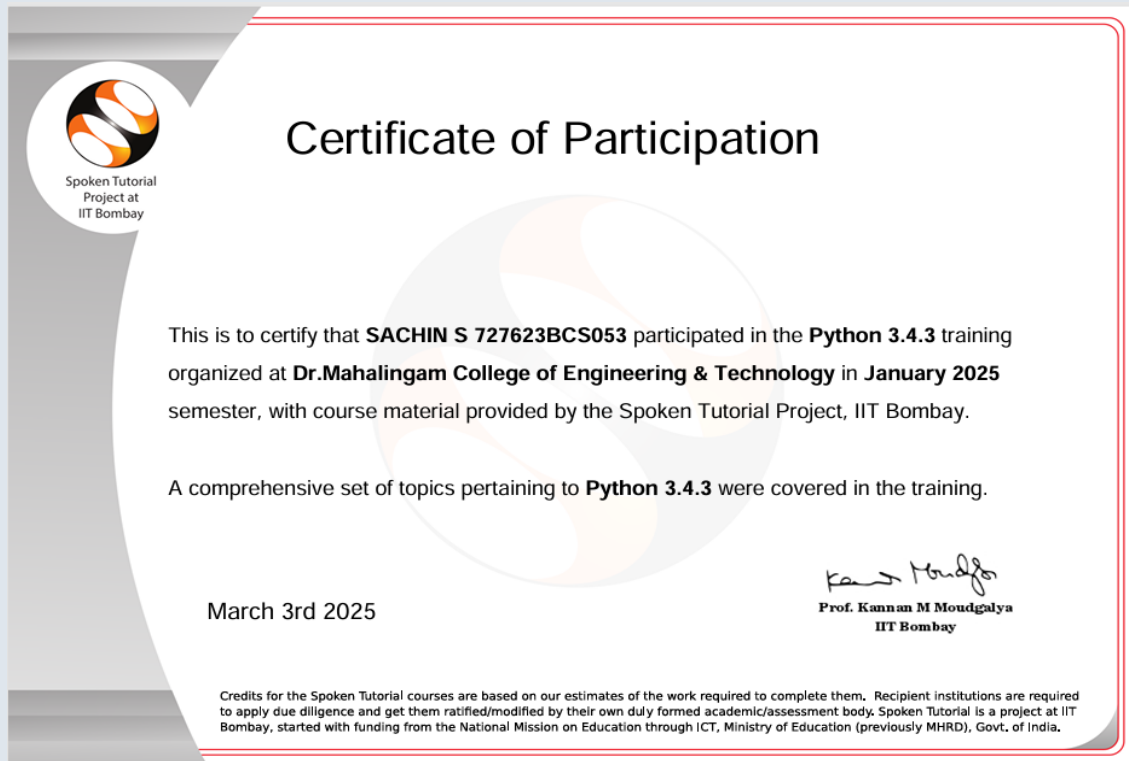 Spoken Tutorial
Project at
IIT Bombay
Certificate of Participation
This is to certify that SACHIN S 727623BCS053 participated in the Python 3.4.3 training
organized at Dr.Mahalingam College of Engineering & Technology in January 2025
semester, with course material provided by the Spoken Tutorial Project, IIT Bombay.
A comprehensive set of topics pertaining to Python 3.4.3 were covered in the training.
March 3rd 2025
Prof. Kannan M Moudgalya
IIT Bombay
Credits for the Spoken Tutorial courses are based on our estimates of the work required to complete them. Recipient institutions are required
to apply due diligence and get them ratified/modified by their own duly formed academic/assessment body. Spoken Tutorial is a project at IIT
Bombay, started with funding from the National Mission on Education through ICT, Ministry of Education (previously MHRD), Govt. of India.